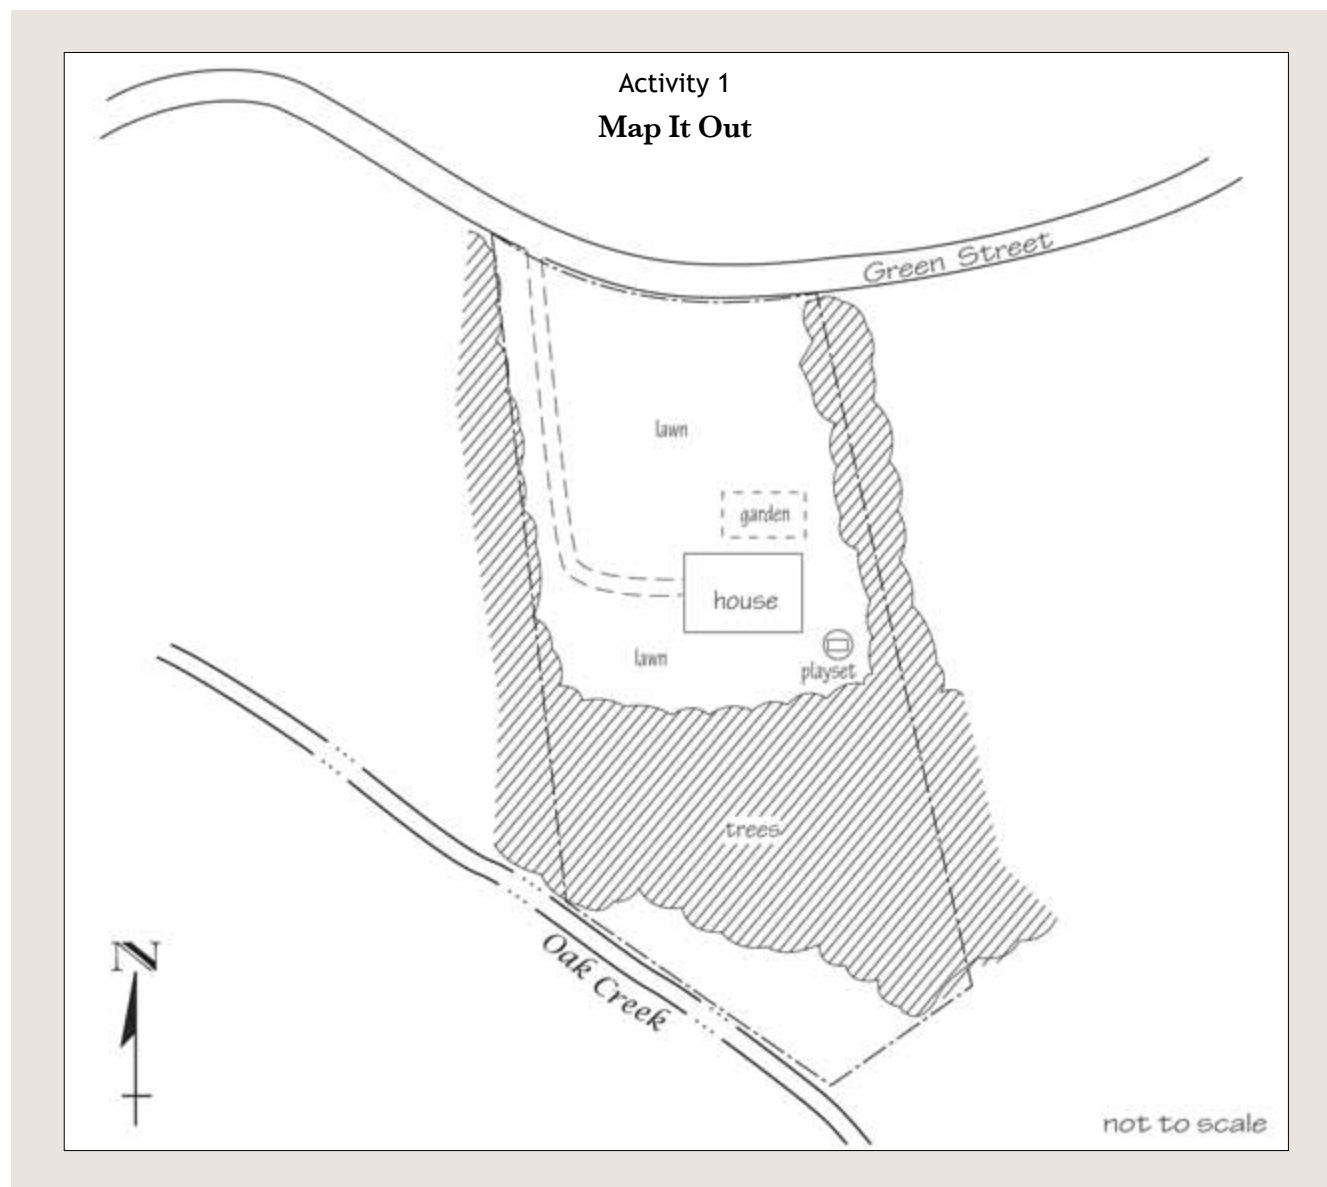 Activity 1
Map It Out
Green Street
lawn
garden
house
lawn
playset
trees
Oak Creek
N
not to scale